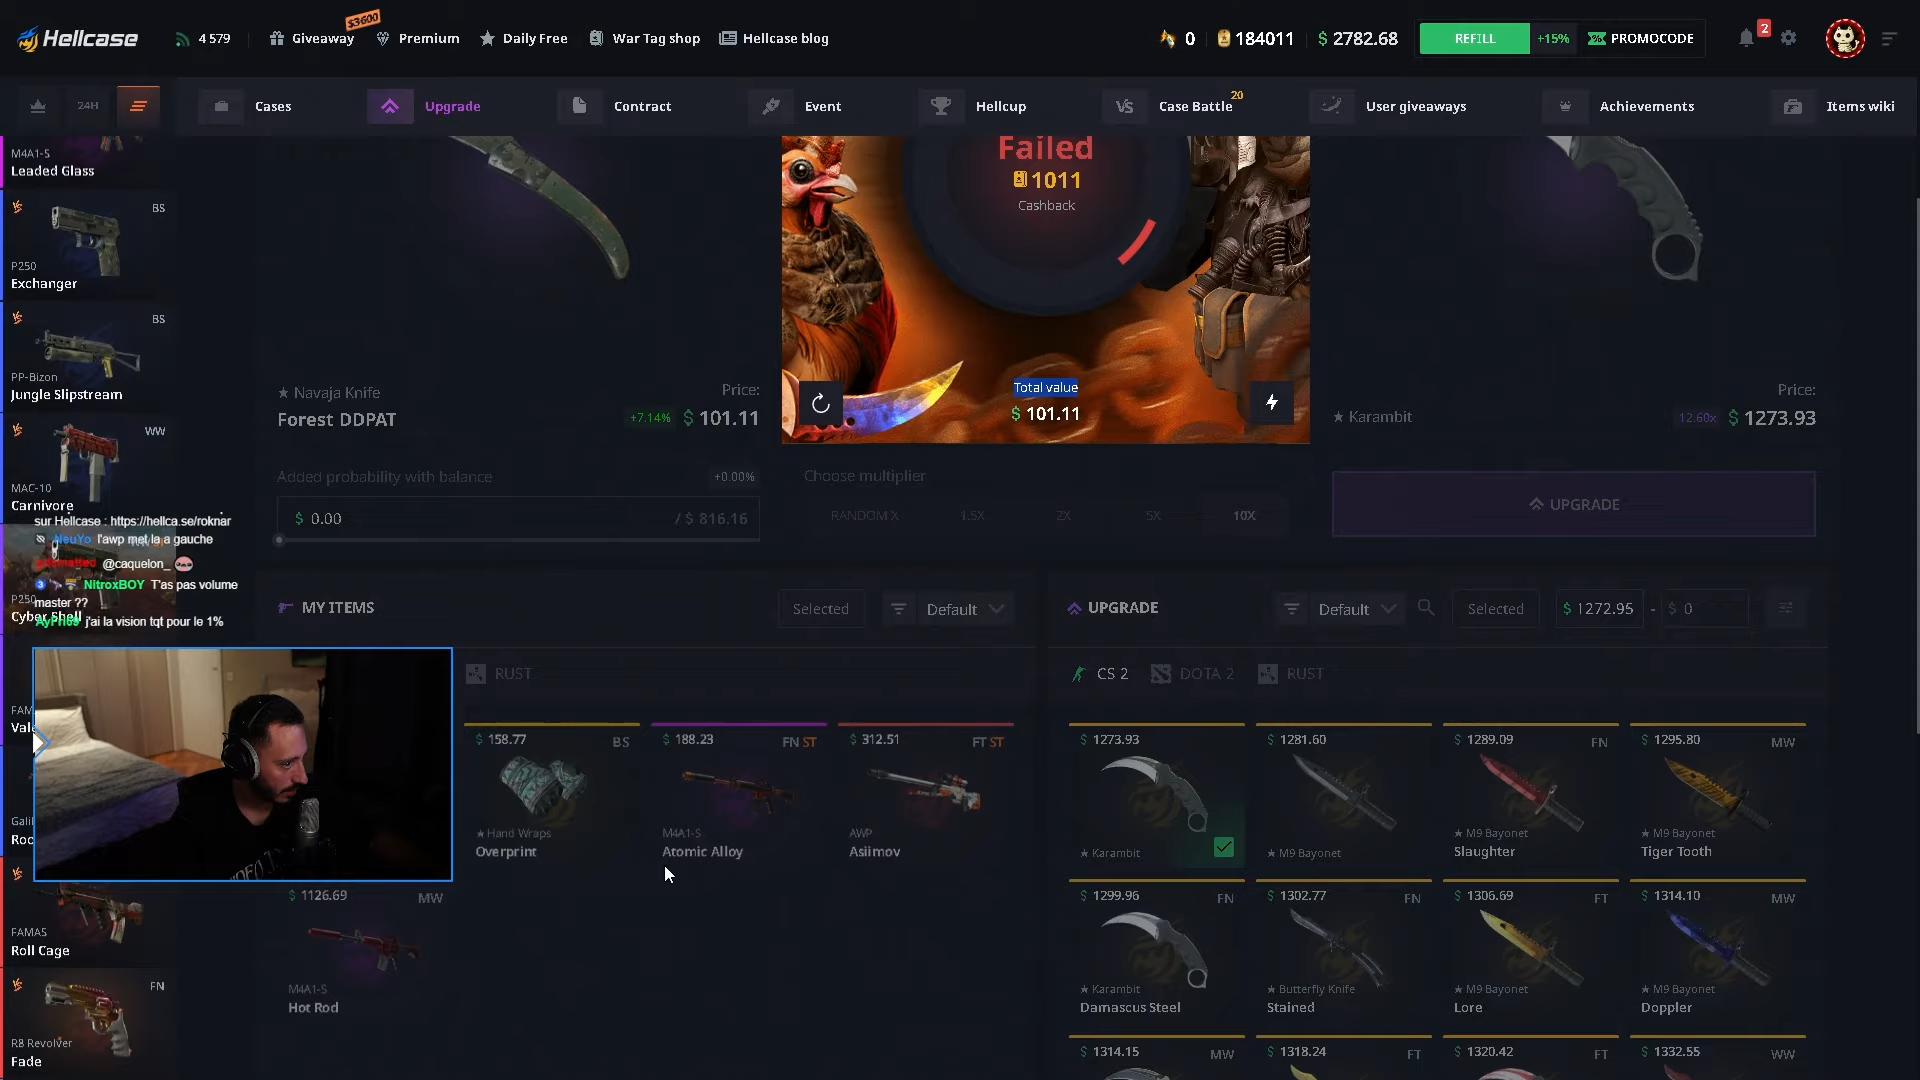 Hellcase
4 579
Giveaway
$3600
Premium
Daily Free
War Tag shop
Hellcase blog
0
184011
$ 2782.68
REFILL
+15%
PROMOCODE
2
24H
Cases
Upgrade
Contract
Event
Hellcup
VS
Case Battle
20
User giveaways
Achievements
Items wiki
M4A1-S
Leaded Glass
BS
P250
Exchanger
BS
PP-Bizon
Jungle Slipstream
WW
MAC-10
Carnivore
sur Hellcase : https://hellca.se/roknar
NeuYo l'awp met la a gauche
@caquelon_
3 NitroxBOY T'as pas volume
master ??
P250
Cyber Shell
j'ai la vision tqt pour le 1%
FAM
Gali
FAMAS
Roll Cage
FN
R8 Revolver
Fade
★ Navaja Knife
Forest DDPAT
Price:
+7.14%
$ 101.11
Failed
1011
Cashback
Total value
$ 101.11
★ Karambit
Price:
12.60x
$ 1273.93
Added probability with balance
+0.00%
$ 0.00
/ $ 816.16
Choose multiplier
RANDOM X
1.5X
2X
5X
10X
UPGRADE
MY ITEMS
Selected
Default
RUST
$ 158.77
BS
★ Hand Wraps
Overprint
$ 188.23
FN ST
M4A1-S
Atomic Alloy
$ 312.51
FT ST
AWP
Asiimov
$ 1126.69
MW
M4A1-S
Hot Rod
UPGRADE
Default
Selected
$ 1272.95
-
$ 0
CS 2
DOTA 2
RUST
$ 1273.93
★ Karambit
$ 1281.60
★ M9 Bayonet
$ 1289.09
FN
★ M9 Bayonet
Slaughter
$ 1295.80
MW
★ M9 Bayonet
Tiger Tooth
$ 1299.96
FN
★ Karambit
Damascus Steel
$ 1302.77
FN
★ Butterfly Knife
Stained
$ 1306.69
FT
★ M9 Bayonet
Lore
$ 1314.10
MW
★ M9 Bayonet
Doppler
$ 1314.15
MW
$ 1318.24
FT
$ 1320.42
FT
$ 1332.55
WW